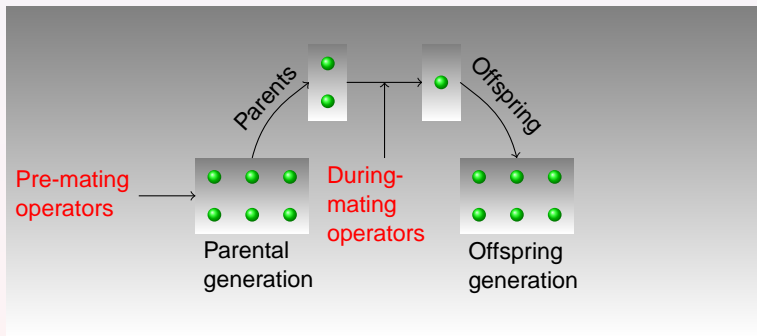 Parents
Offspring
Pre-mating
operators
During-
mating
operators
Parental
generation
Offspring
generation